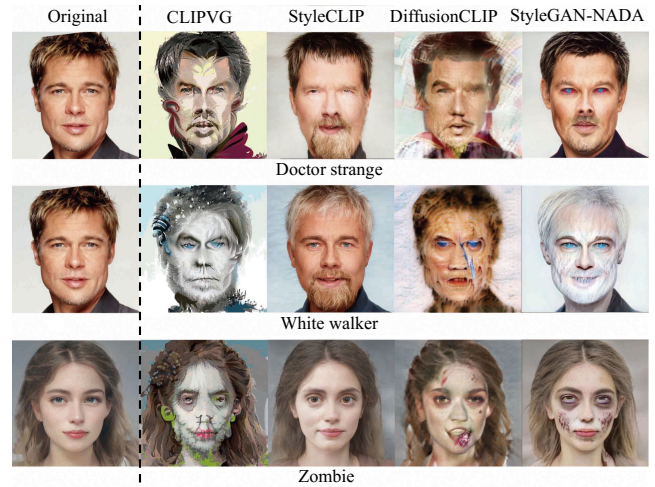 Original CLIPVG StyleCLIP DiffusionCLIP StyleGAN-NADA
Doctor strange
White walker
Zombie